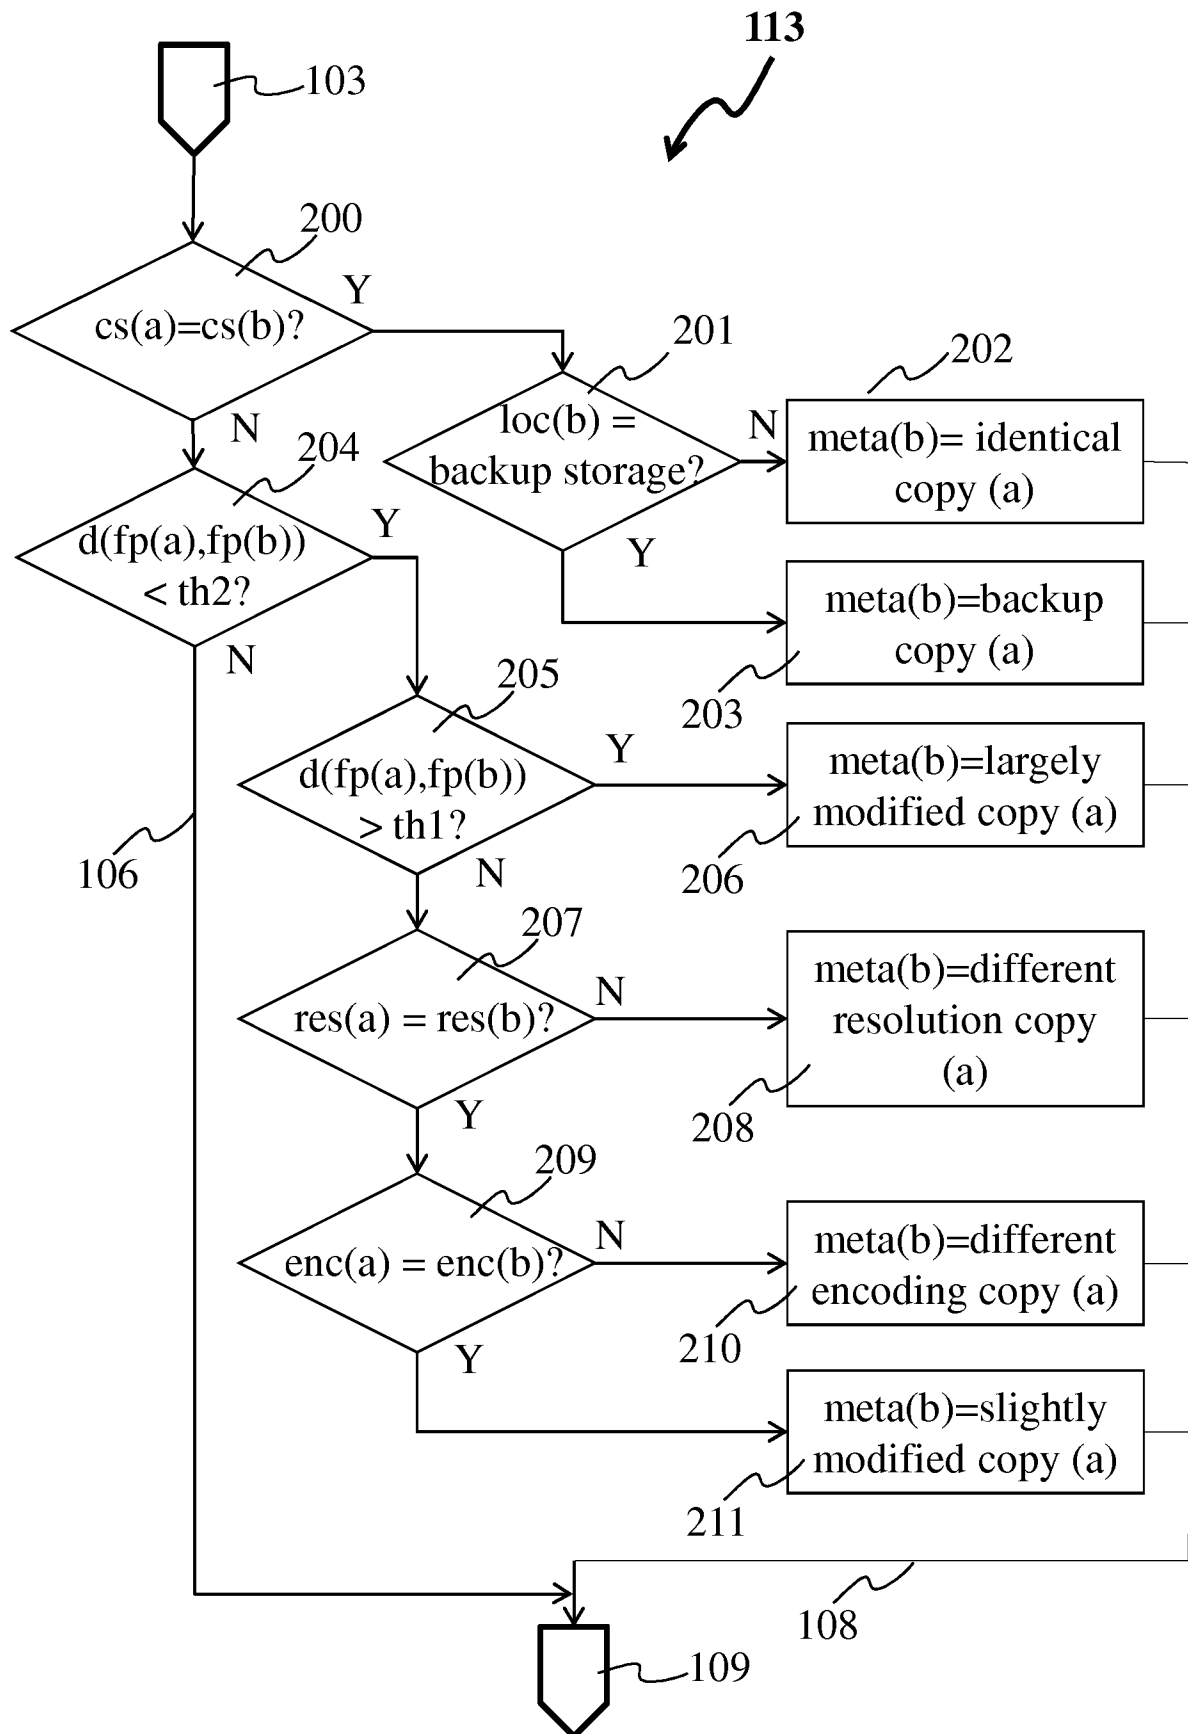 113
103
200
cs(a)=cs(b)?
Y
N
201
loc(b) =
backup storage?
N
Y
202
meta(b)= identical
copy (a)
204
d(fp(a),fp(b))
< th2?
Y
N
meta(b)=backup
copy (a)
203
205
d(fp(a),fp(b))
> th1?
Y
N
meta(b)=largely
modified copy (a)
206
106
207
res(a) = res(b)?
N
Y
meta(b)=different
resolution copy
(a)
208
209
enc(a) = enc(b)?
N
Y
meta(b)=different
encoding copy (a)
210
meta(b)=slightly
modified copy (a)
211
108
109